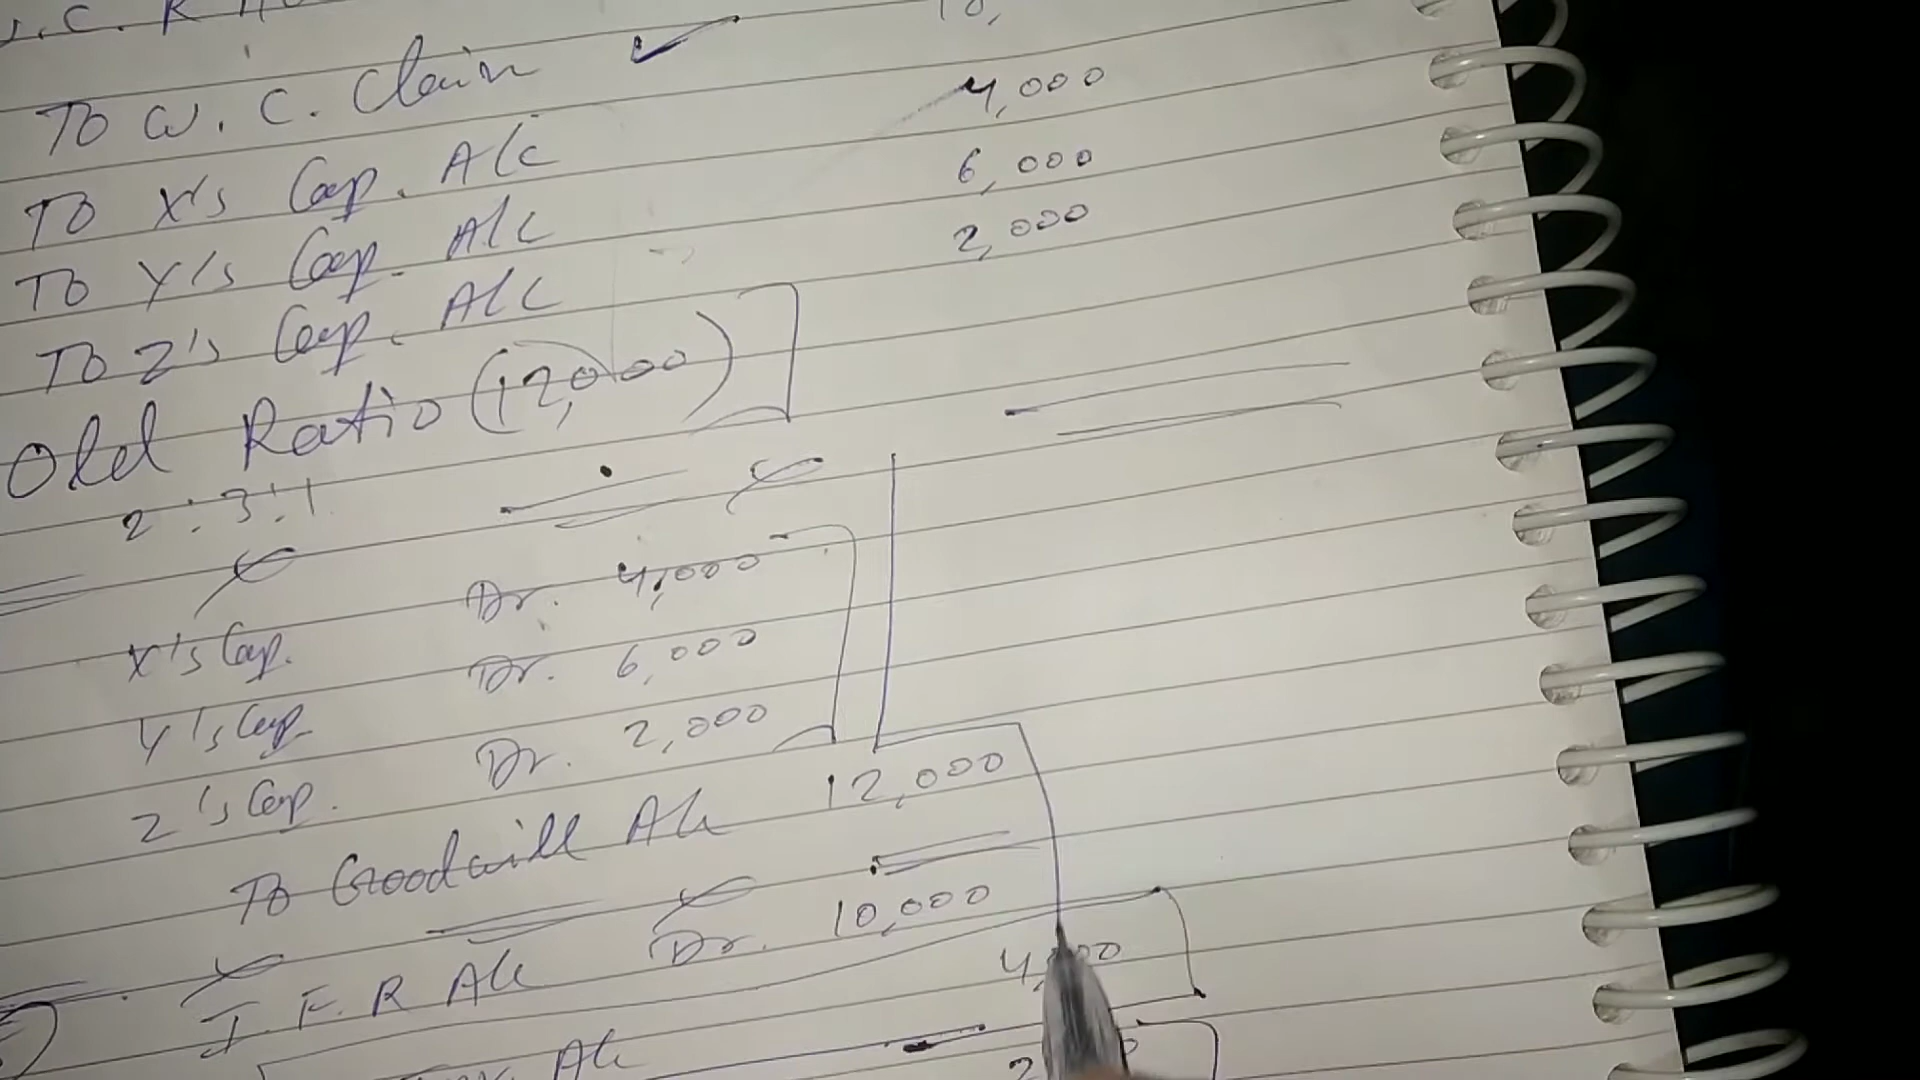 To W. C. Claim
To X's Cap. A/c 4,000
To Y's Cap. A/c 6,000
To Z's Cap. A/c 2,000
Old Ratio (12,000)
2 : 3 : 1
X's Cap. Dr. 4,000
Y's Cap. Dr. 6,000
Z's Cap. Dr. 2,000
To Goodwill A/c 12,000
I. F. R A/c Dr. 10,000
A/c